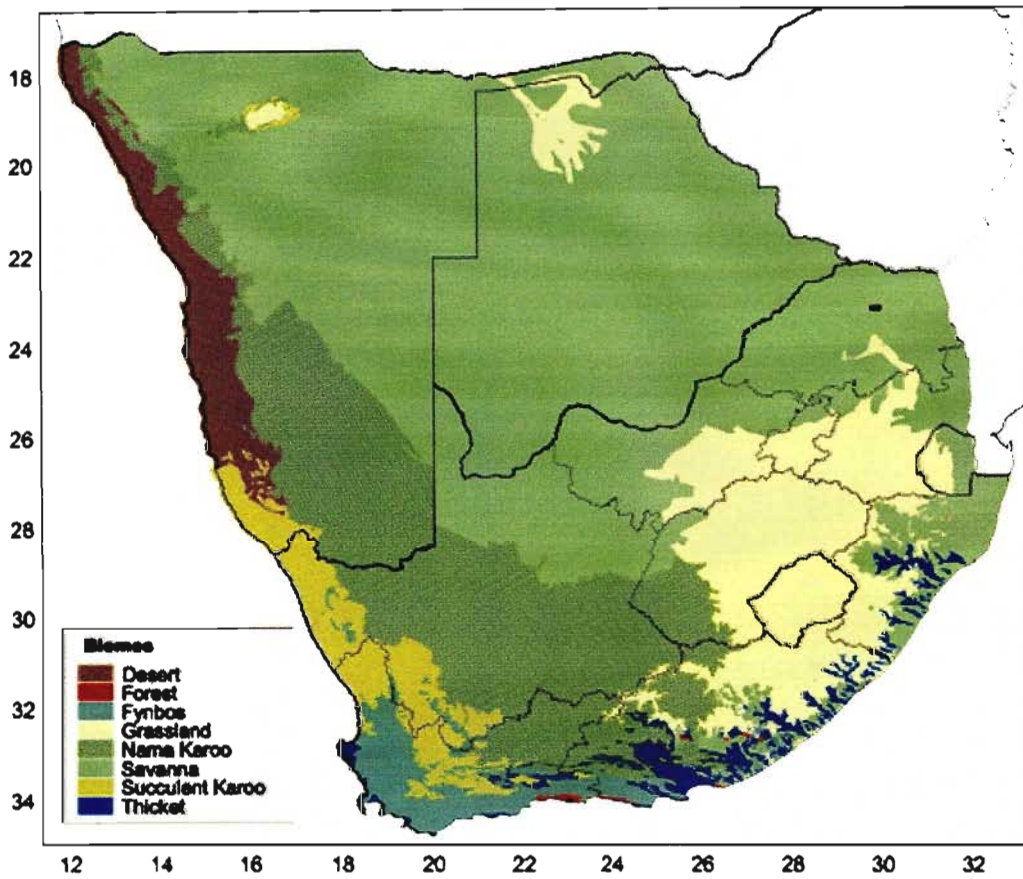 18
20
22
24
26
28
30
32
34
Biomes
Desert
Forest
Fynbos
Grassland
Nama Karoo
Savanna
Succulent Karoo
Thicket
12 14 16 18 20 22 24 26 28 30 32